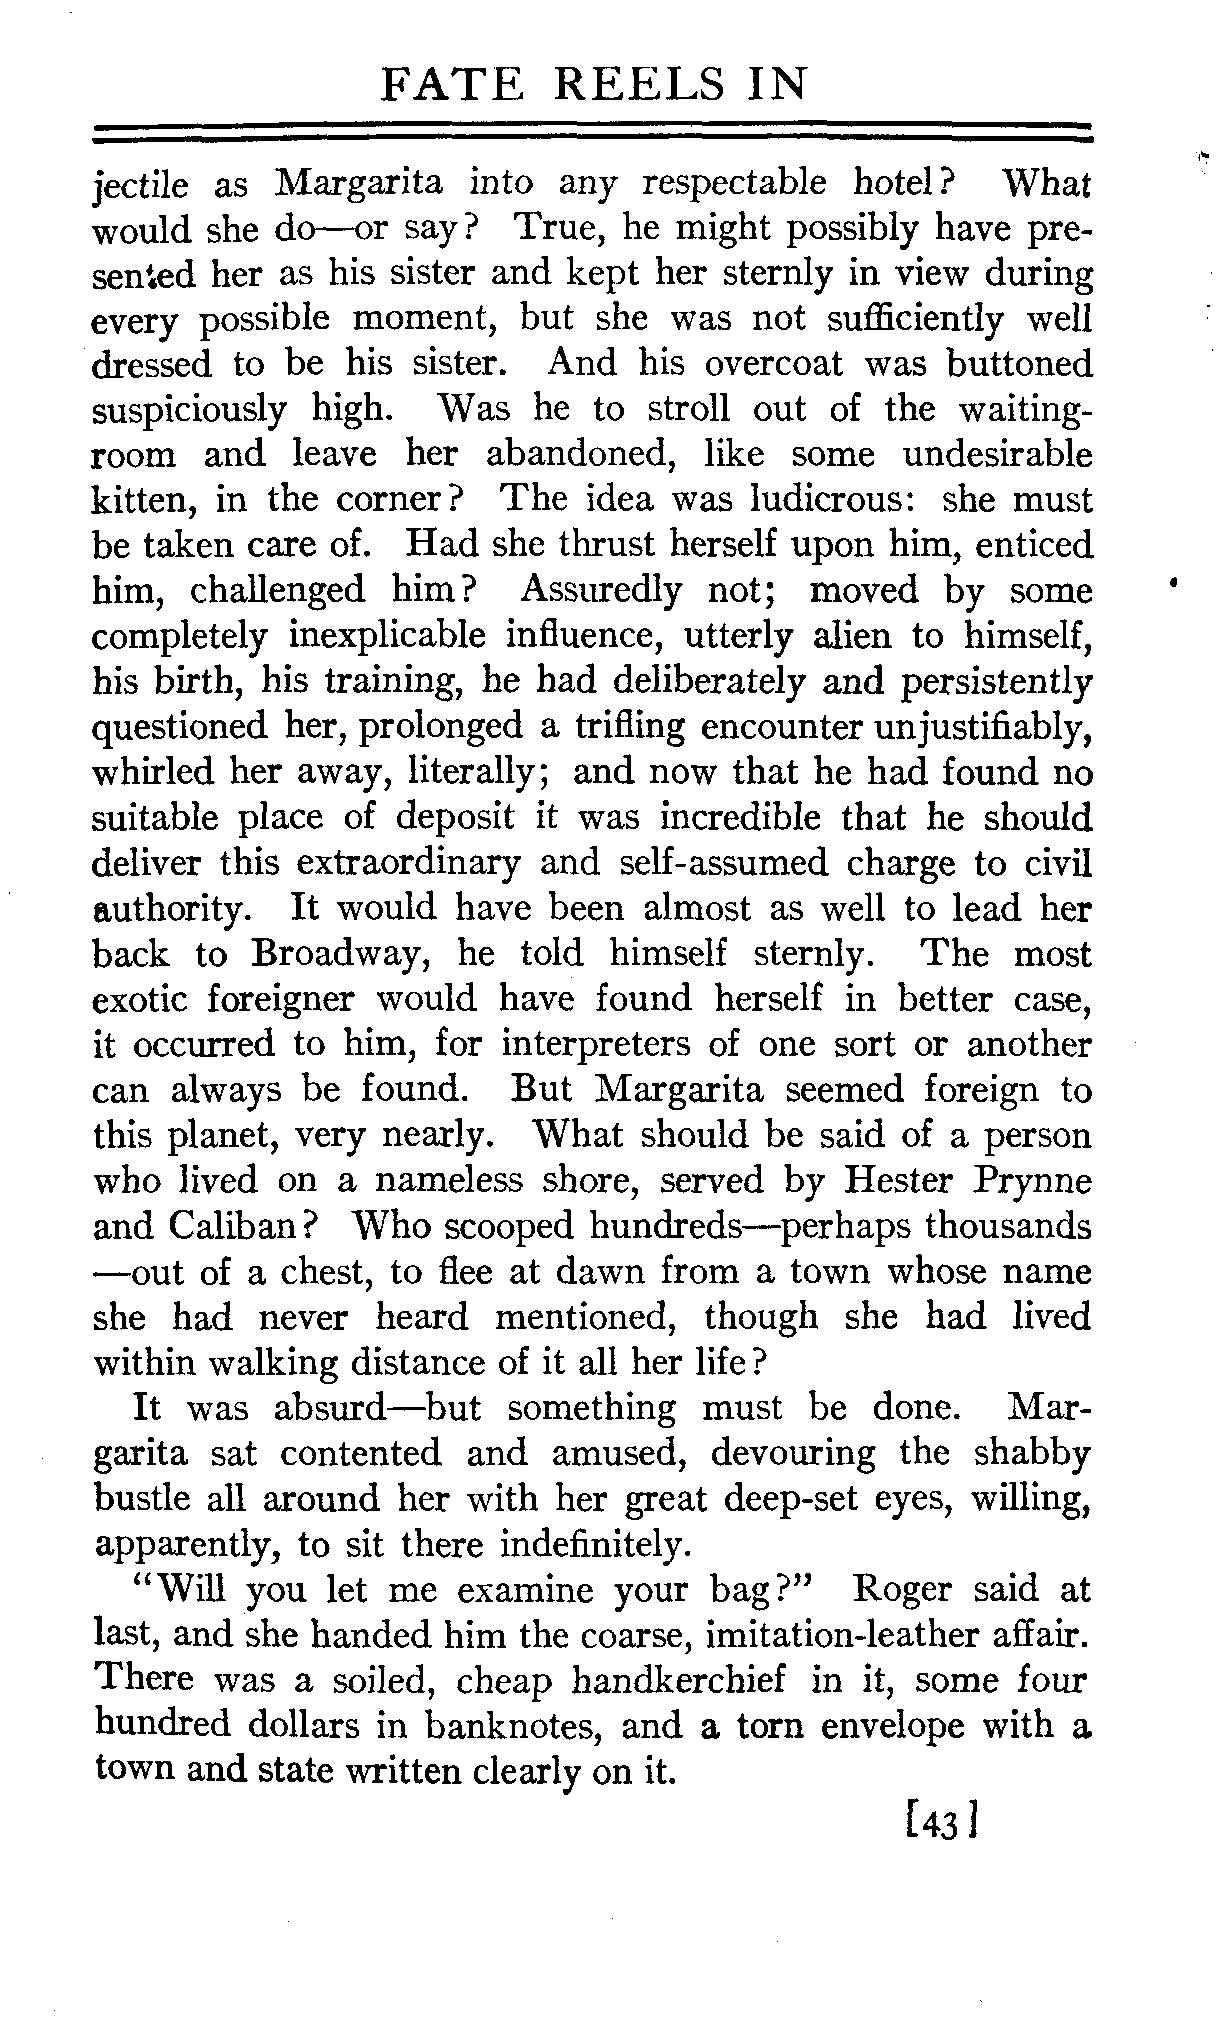 FATE REELS IN
jectile as Margarita into any respectable hotel? What
would she do—or say? True, he might possibly have pre-
sented her as his sister and kept her sternly in view during
every possible moment, but she was not sufficiently well
dressed to be his sister. And his overcoat was buttoned
suspiciously high. Was he to stroll out of the waiting-
room and leave her abandoned, like some undesirable
kitten, in the corner? The idea was ludicrous: she must
be taken care of. Had she thrust herself upon him, enticed
him, challenged him? Assuredly not; moved by some
completely inexplicable influence, utterly alien to himself,
his birth, his training, he had deliberately and persistently
questioned her, prolonged a trifling encounter unjustifiably,
whirled her away, literally; and now that he had found no
suitable place of deposit it was incredible that he should
deliver this extraordinary and self-assumed charge to civil
authority. It would have been almost as well to lead her
back to Broadway, he told himself sternly. The most
exotic foreigner would have found herself in better case,
it occurred to him, for interpreters of one sort or another
can always be found. But Margarita seemed foreign to
this planet, very nearly. What should be said of a person
who lived on a nameless shore, served by Hester Prynne
and Caliban? Who scooped hundreds—perhaps thousands
—out of a chest, to flee at dawn from a town whose name
she had never heard mentioned, though she had lived
within walking distance of it all her life?
It was absurd—but something must be done. Mar-
garita sat contented and amused, devouring the shabby
bustle all around her with her great deep-set eyes, willing,
apparently, to sit there indefinitely.
"Will you let me examine your bag?" Roger said at
last, and she handed him the coarse, imitation-leather affair.
There was a soiled, cheap handkerchief in it, some four
hundred dollars in banknotes, and a torn envelope with a
town and state written clearly on it.
[43]